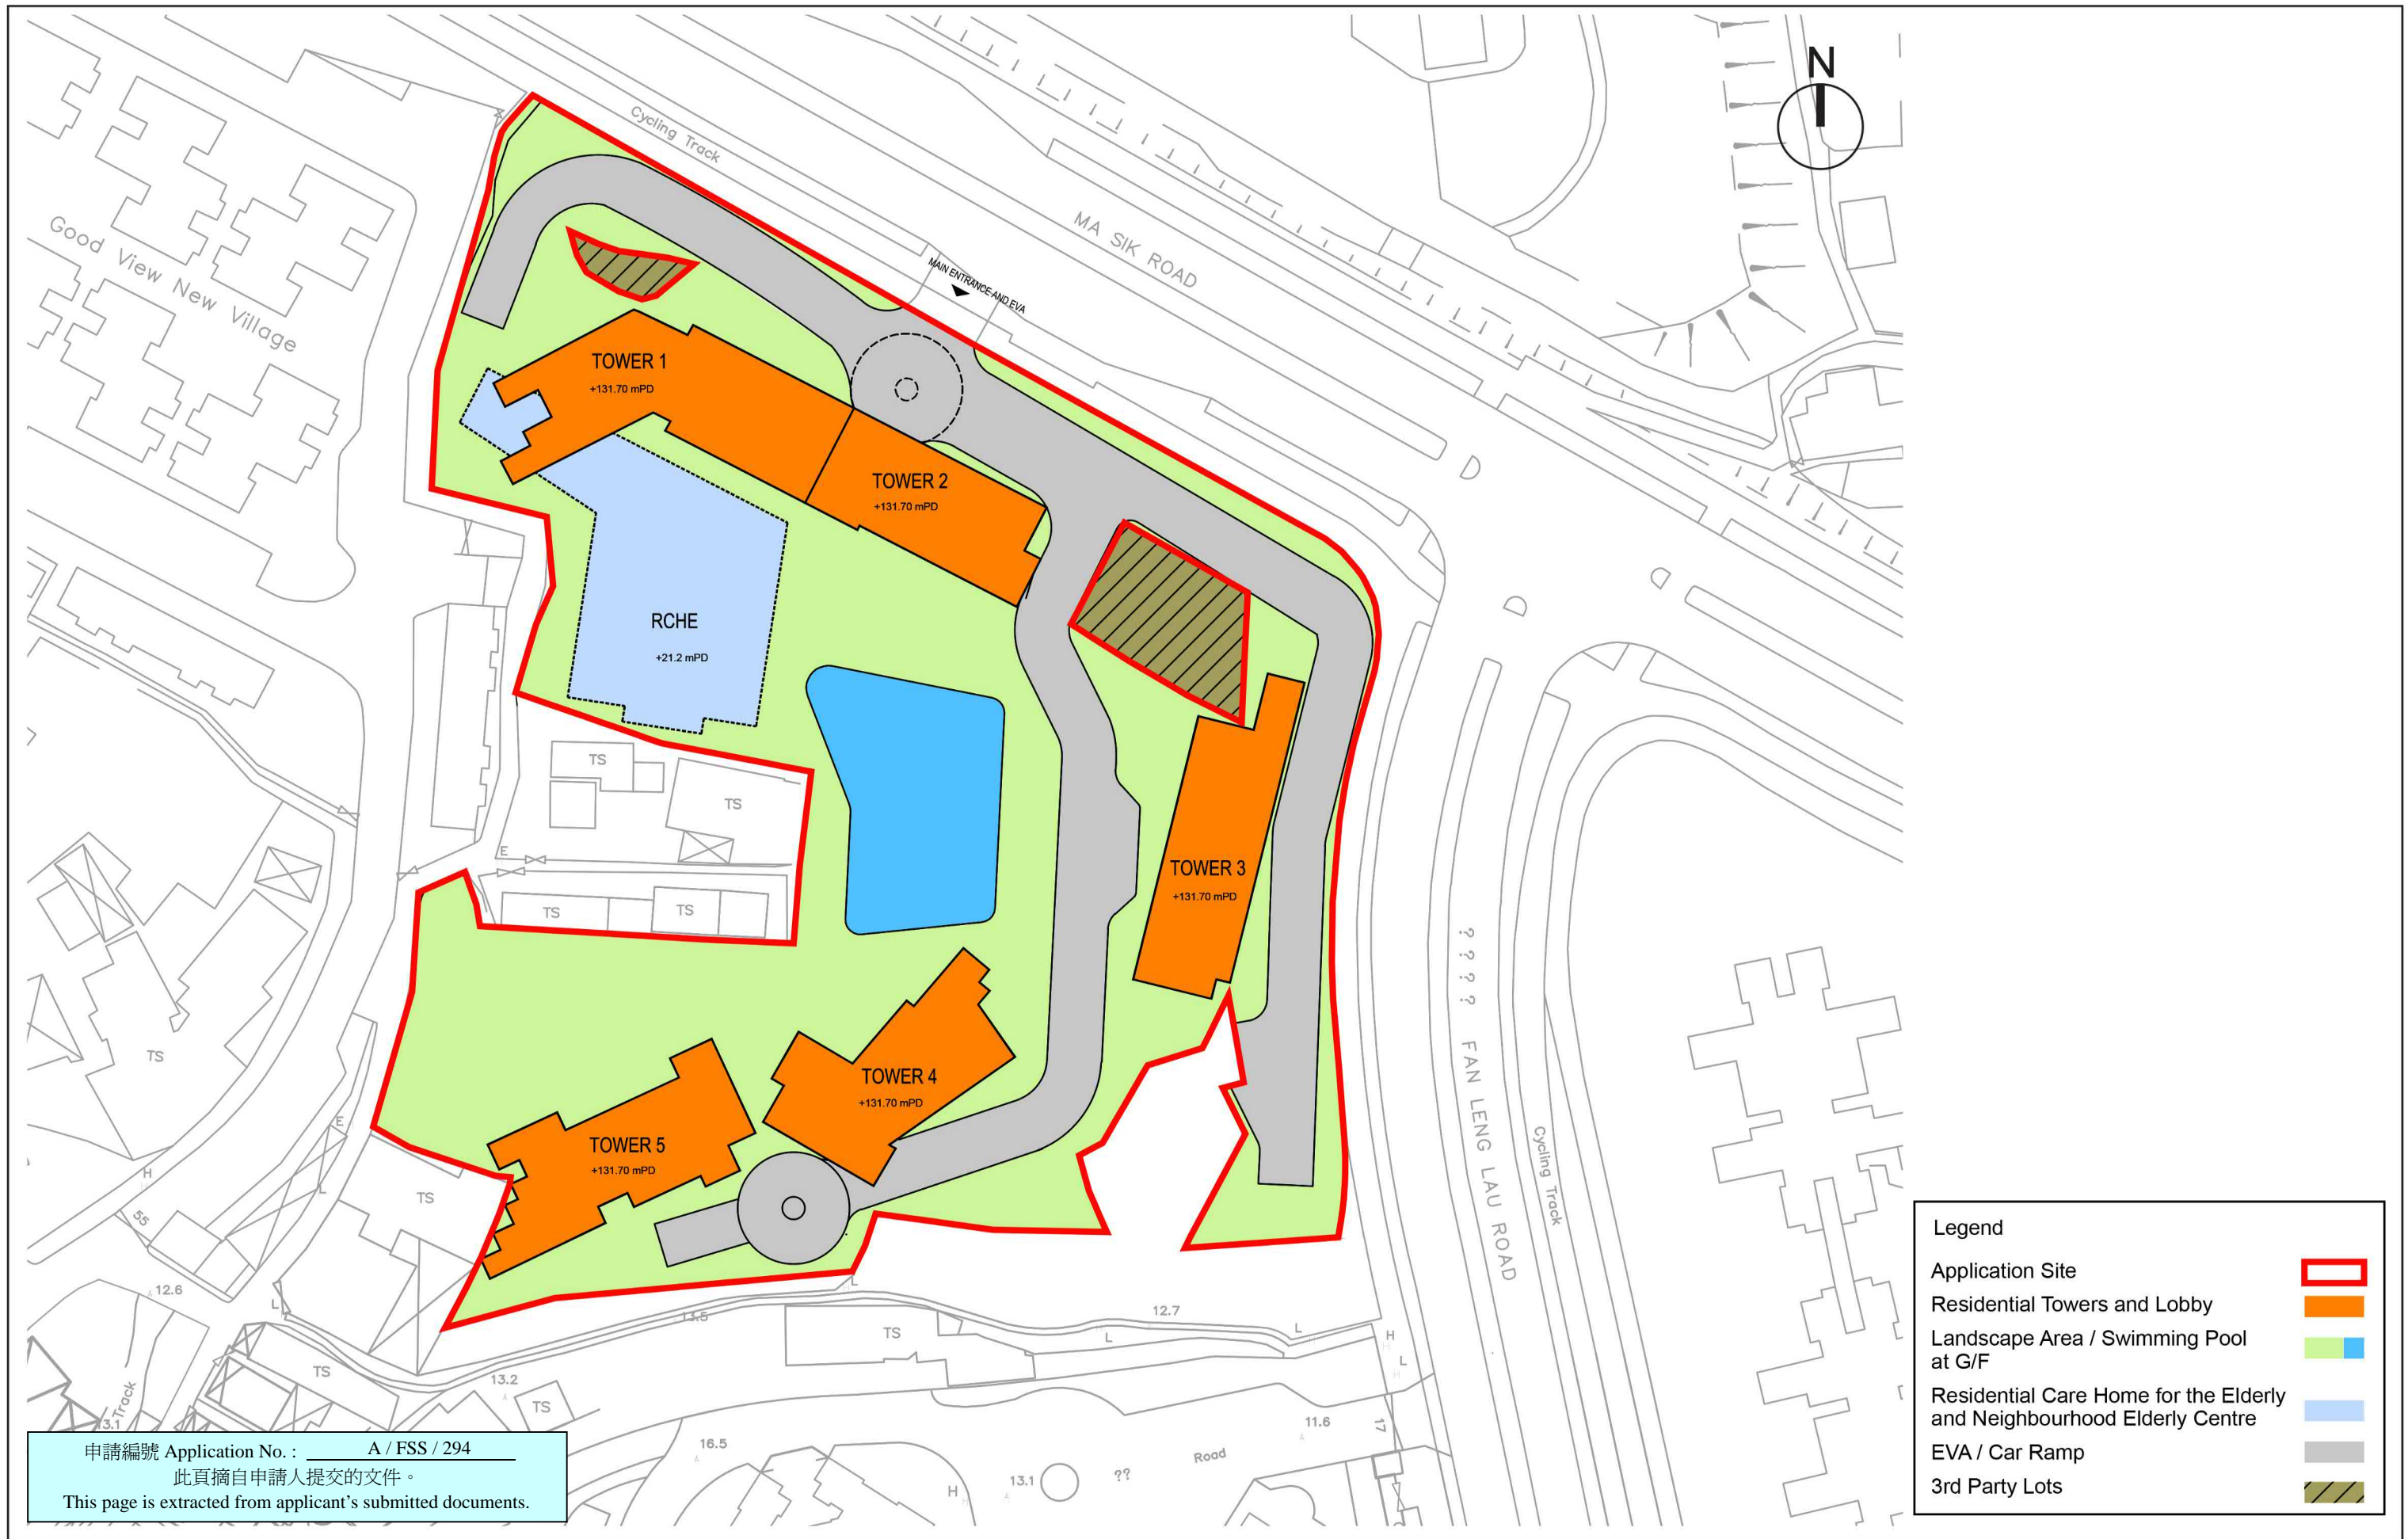 N
Cycling Track
MA SIK ROAD
MAIN ENTRANCE AND EVA
Good View New Village
TOWER 1
+131.70 mPD
TOWER 2
+131.70 mPD
RCHE
+21.2 mPD
TS
TS
E
TS
TS
TOWER 3
+131.70 mPD
? ? ? ? FAN LENG LAU ROAD
Cycling Track
TOWER 4
+131.70 mPD
TOWER 5
+131.70 mPD
TS
E
H
L
TS
55
12.6
L
L
13.5
12.7
TS
L
L
H
L
TS
13.2
TS
Track
13.1
16.5
11.6
17
Road
??
13.1
H
Legend
Application Site
Residential Towers and Lobby
Landscape Area / Swimming Pool
at G/F
Residential Care Home for the Elderly
and Neighbourhood Elderly Centre
EVA / Car Ramp
3rd Party Lots
申請編號 Application No. : A / FSS / 294
此頁摘自申請人提交的文件。
This page is extracted from applicant's submitted documents.